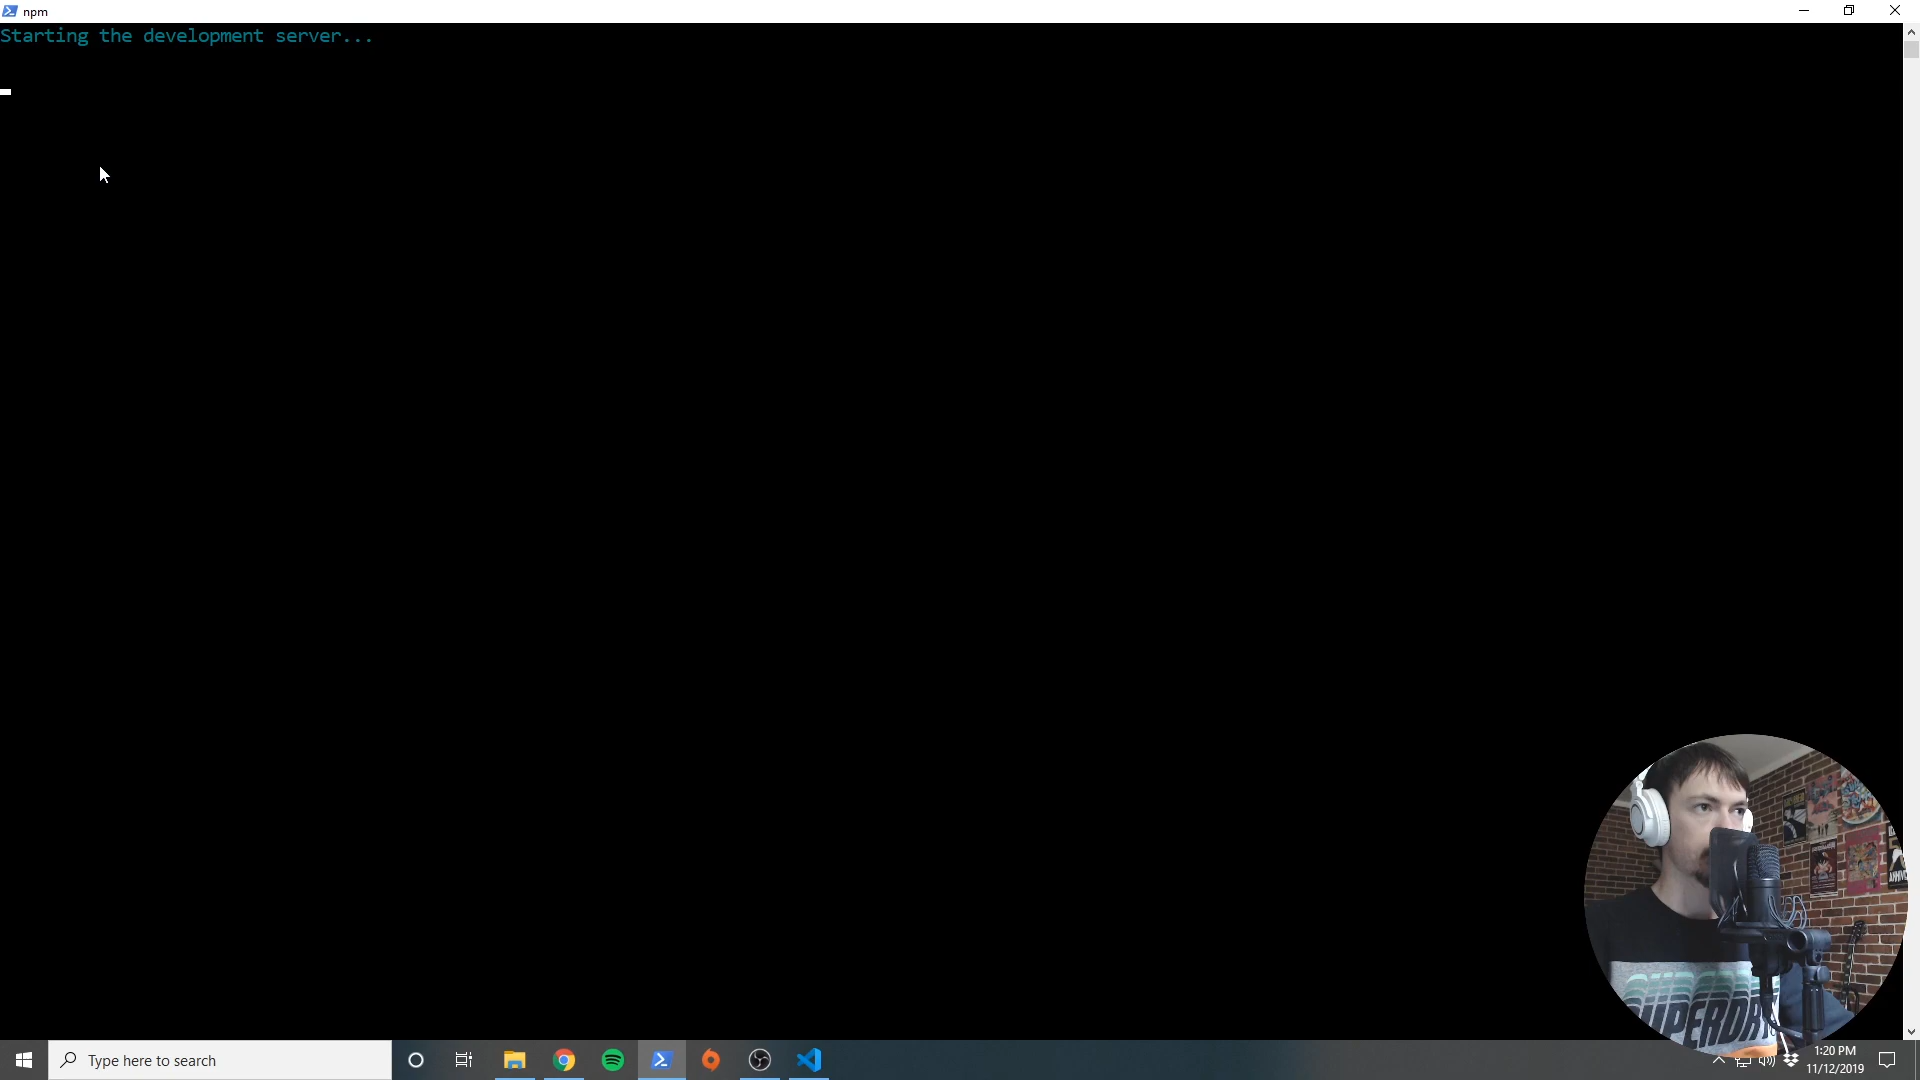 npm
Starting the development server...
Type here to search
1:20 PM
11/12/2019